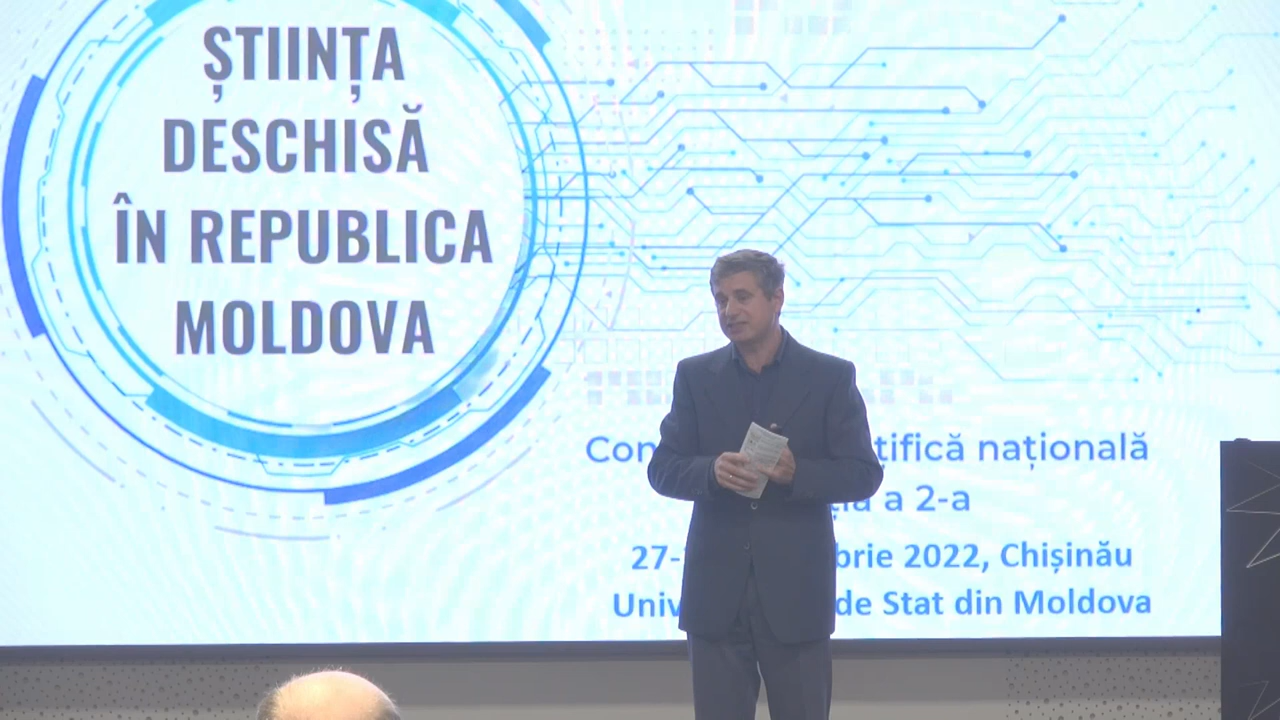 ȘTIINȚA
DESCHISĂ
ÎN REPUBLICA
MOLDOVA
națională
a 2-a
2022, Chișinău
de Stat din Moldova